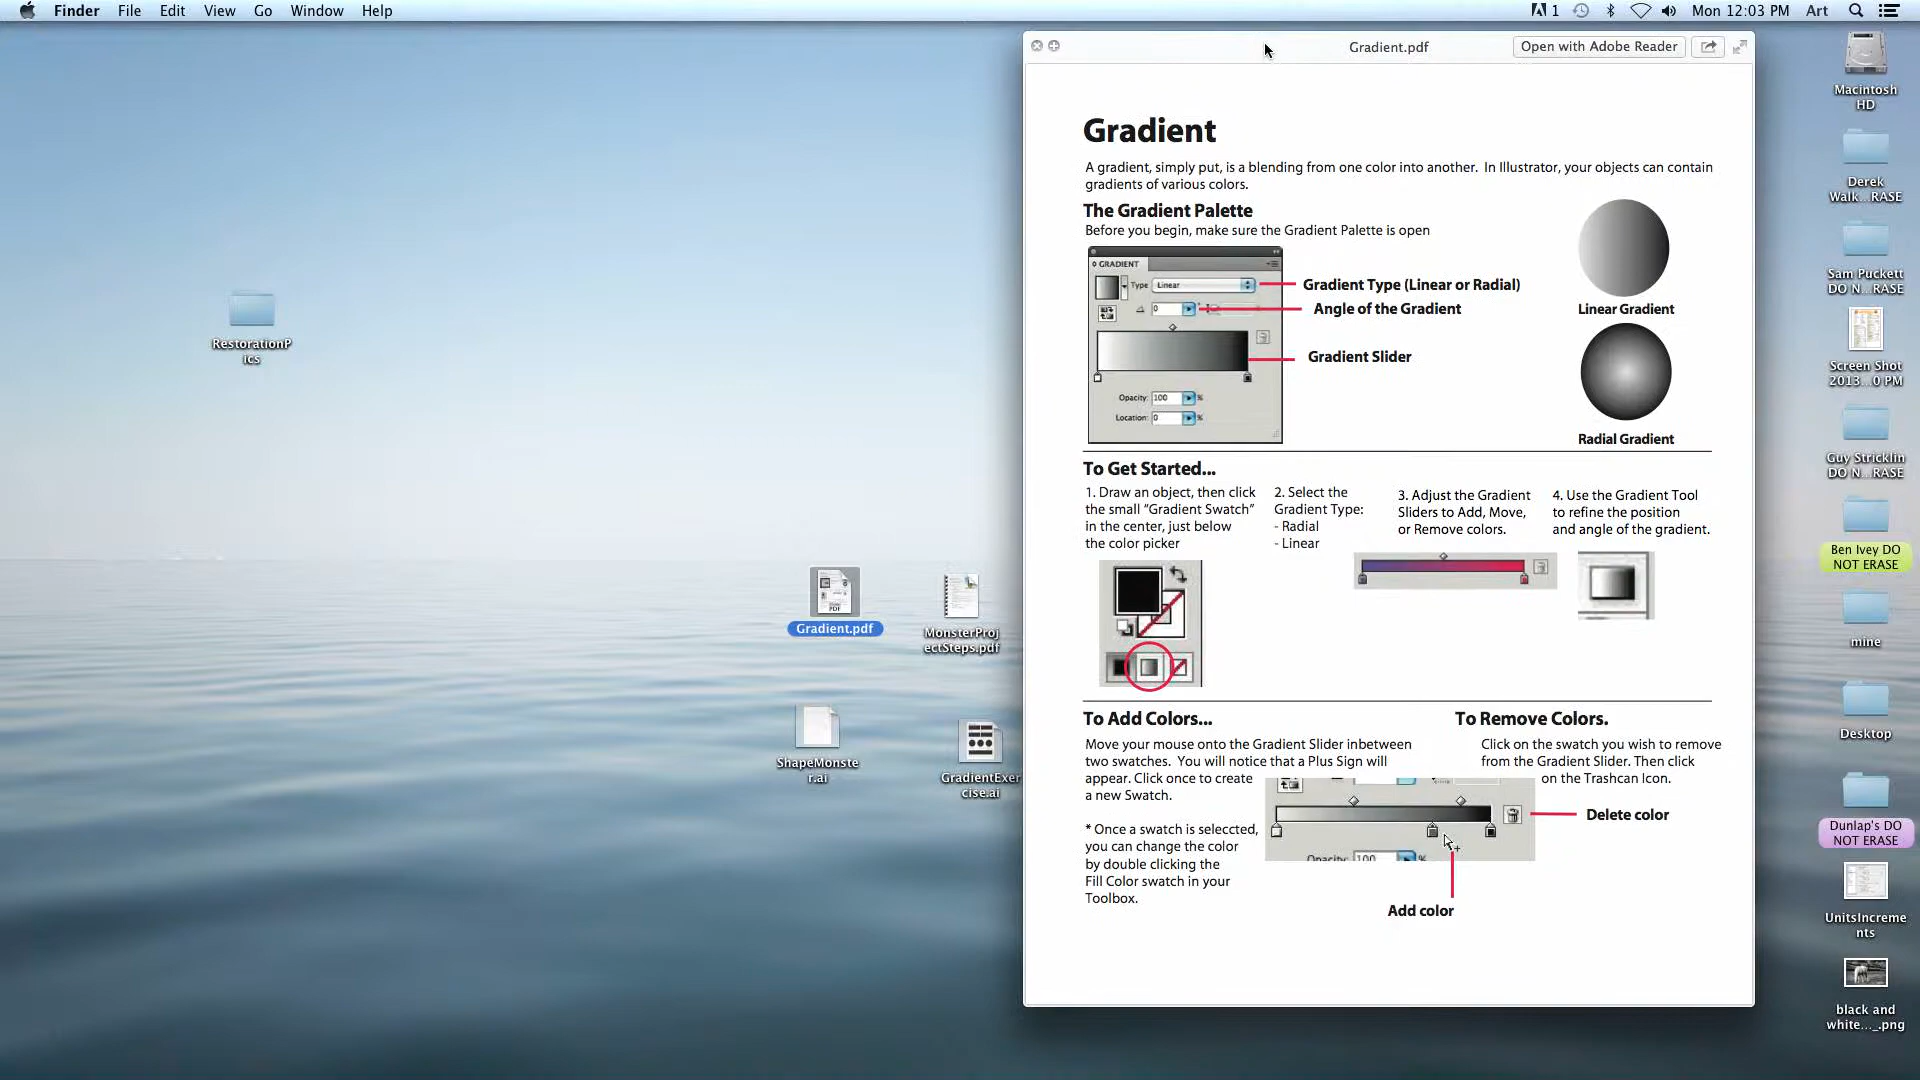 Finder File Edit View Go Window Help
1 Mon 12:03 PM Art
Gradient.pdf
Open with Adobe Reader
Gradient
A gradient, simply put, is a blending from one color into another. In Illustrator, your objects can contain
gradients of various colors.
The Gradient Palette
Before you begin, make sure the Gradient Palette is open
GRADIENT
Type Linear
0
Opacity: 100 %
Location: 0 %
Gradient Type (Linear or Radial)
Angle of the Gradient
Gradient Slider
Linear Gradient
Radial Gradient
To Get Started...
1. Draw an object, then click
the small "Gradient Swatch"
in the center, just below
the color picker
2. Select the
Gradient Type:
- Radial
- Linear
3. Adjust the Gradient
Sliders to Add, Move,
or Remove colors.
4. Use the Gradient Tool
to refine the position
and angle of the gradient.
To Add Colors...
Move your mouse onto the Gradient Slider inbetween
two swatches. You will notice that a Plus Sign will
appear. Click once to create
a new Swatch.
* Once a swatch is seleccted,
you can change the color
by double clicking the
Fill Color swatch in your
Toolbox.
To Remove Colors.
Click on the swatch you wish to remove
from the Gradient Slider. Then click
on the Trashcan Icon.
Opacity: 100 %
Delete color
Add color
RestorationP
ics
Gradient.pdf
MonsterProj
ectSteps.pdf
ShapeMonste
r.ai
GradientExer
cise.ai
Macintosh
HD
Derek
Walk...RASE
Sam Puckett
DO N...RASE
Screen Shot
2013...0 PM
Guy Stricklin
DO N...RASE
Ben Ivey DO
NOT ERASE
mine
Desktop
Dunlap's DO
NOT ERASE
UnitsIncreme
nts
black and
white..._.png